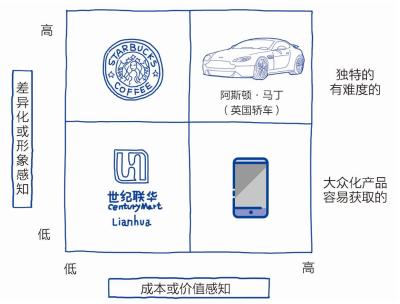 高
STARBUCKS
COFFEE
阿斯顿·马丁
(英国轿车)
独特的
有难度的
差异化或形象感知
世纪联华
CenturyMart
Lianhua
大众化产品
容易获取的
低
低
高
成本或价值感知